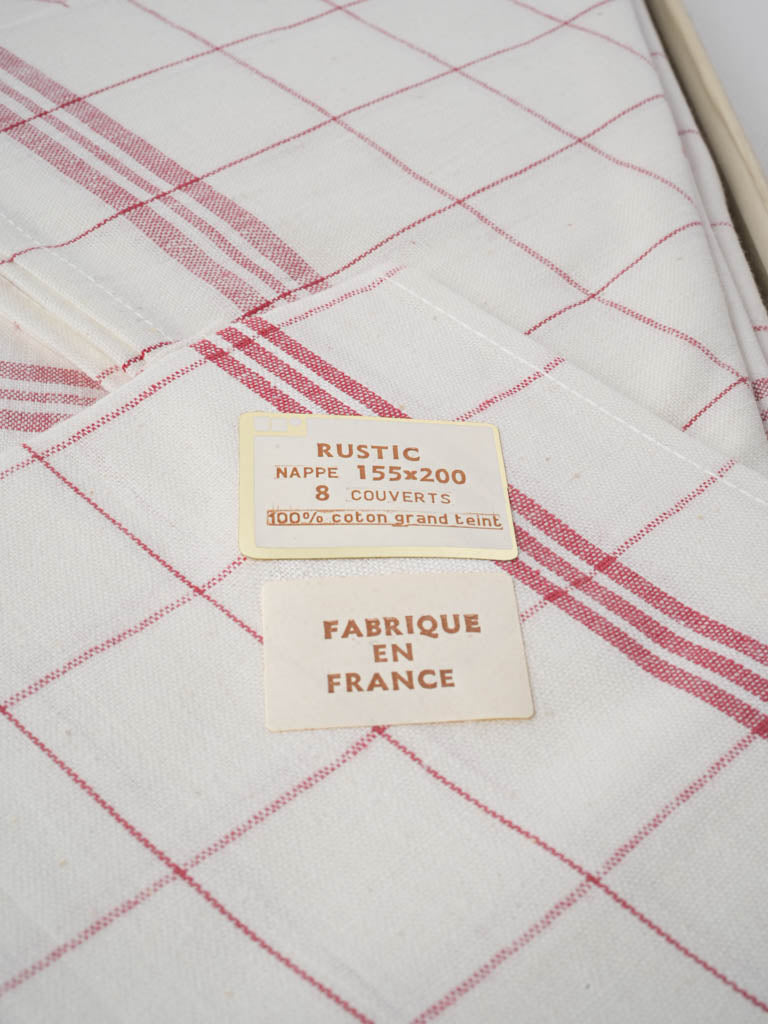 RUSTIC
NAPPE 155x200
8 COUVERTS
100% coton grand teint
FABRIQUE
EN
FRANCE